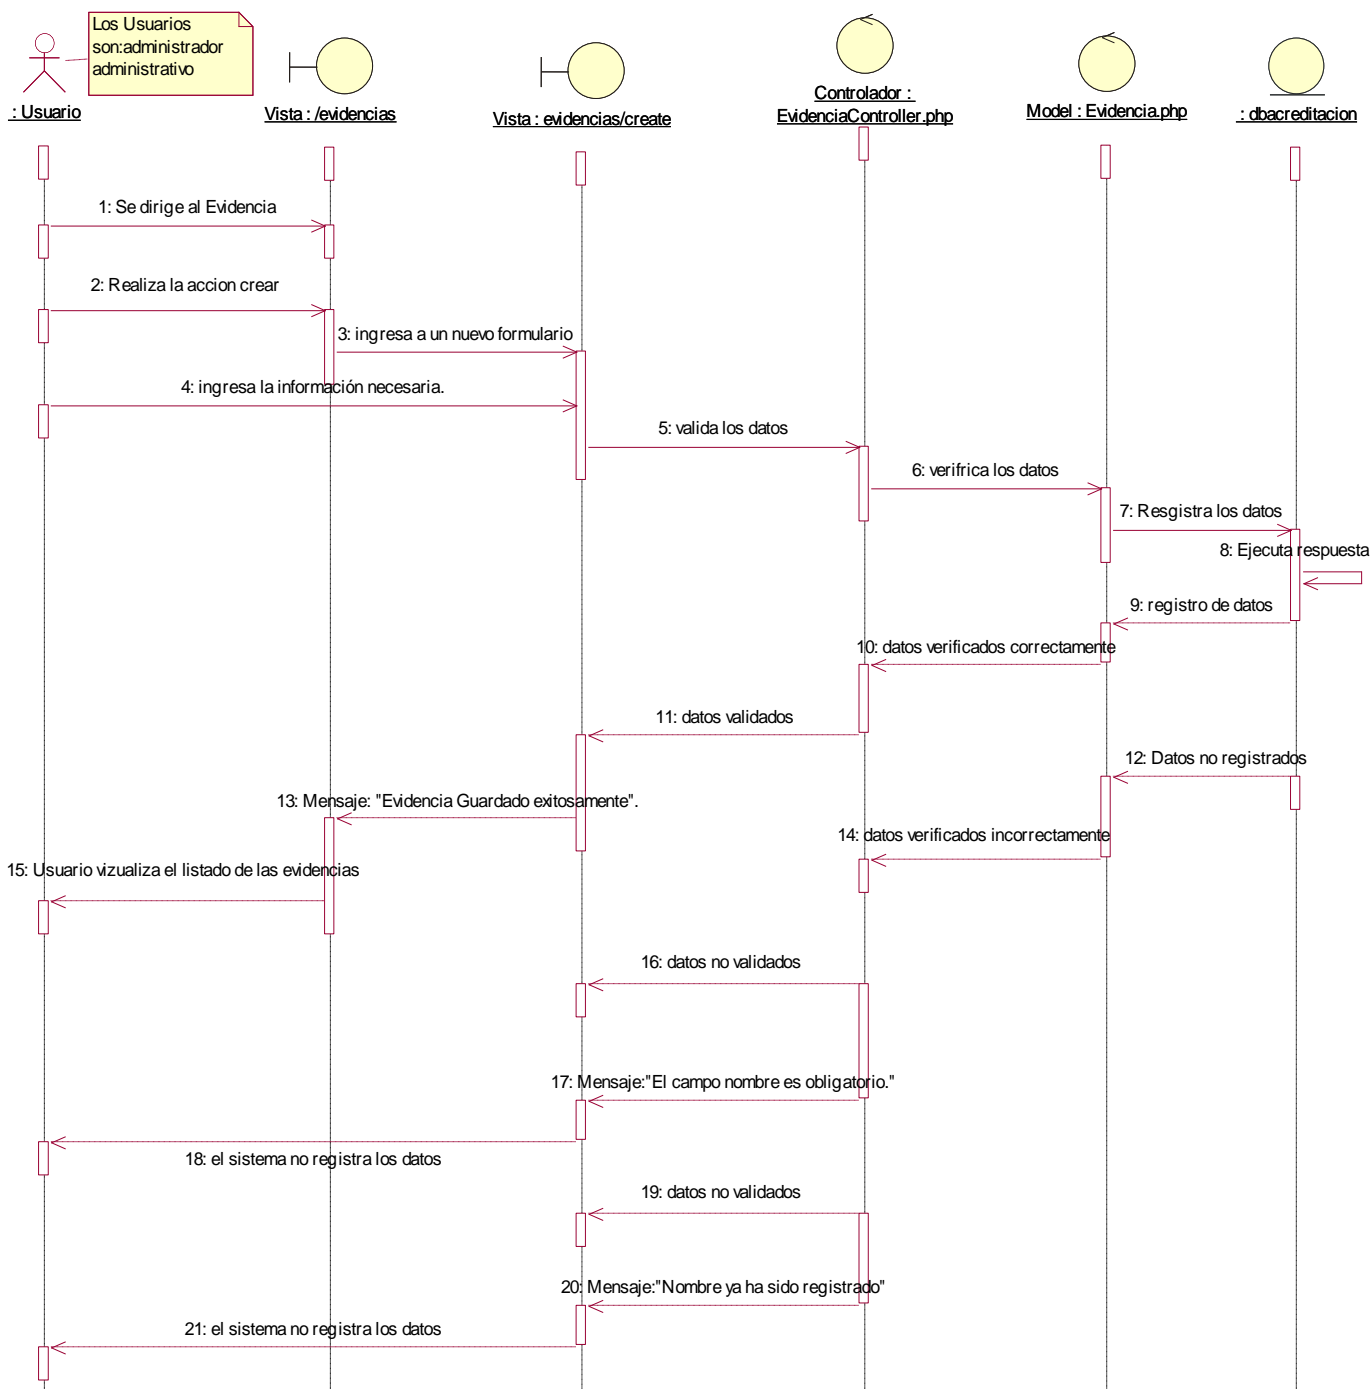 Los Usuarios
son:administrador
administrativo
: Usuario
Vista : /evidencias
Vista : evidencias/create
Controlador :
EvidenciaController.php
Model : Evidencia.php
: dbacreditacion
1: Se dirige al Evidencia
2: Realiza la accion crear
3: ingresa a un nuevo formulario
4: ingresa la información necesaria.
5: valida los datos
6: verifrica los datos
7: Resgistra los datos
8: Ejecuta respuesta
9: registro de datos
10: datos verificados correctamente
11: datos validados
12: Datos no registrados
13: Mensaje: "Evidencia Guardado exitosamente".
14: datos verificados incorrectamente
15: Usuario vizualiza el listado de las evidencias
16: datos no validados
17: Mensaje:"El campo nombre es obligatorio."
18: el sistema no registra los datos
19: datos no validados
20: Mensaje:"Nombre ya ha sido registrado"
21: el sistema no registra los datos